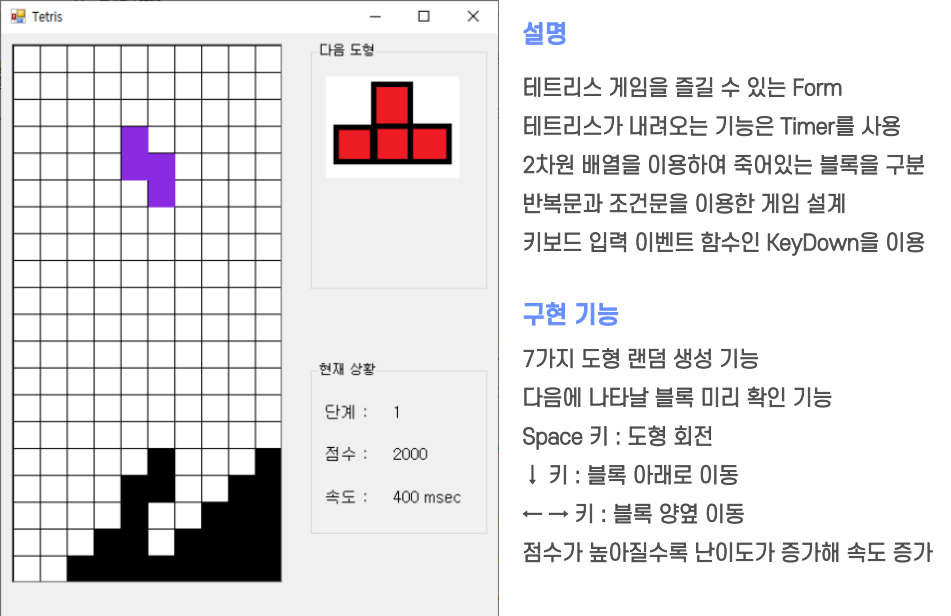 Tetris
다음 도형
현재 상황
단계 : 1
점수 : 2000
속도 : 400 msec
설명
테트리스 게임을 즐길 수 있는 Form
테트리스가 내려오는 기능은 Timer를 사용
2차원 배열을 이용하여 죽어있는 블록을 구분
반복문과 조건문을 이용한 게임 설계
키보드 입력 이벤트 함수인 KeyDown을 이용
구현 기능
7가지 도형 랜덤 생성 기능
다음에 나타날 블록 미리 확인 기능
Space 키 : 도형 회전
↓ 키 : 블록 아래로 이동
← → 키 : 블록 양옆 이동
점수가 높아질수록 난이도가 증가해 속도 증가